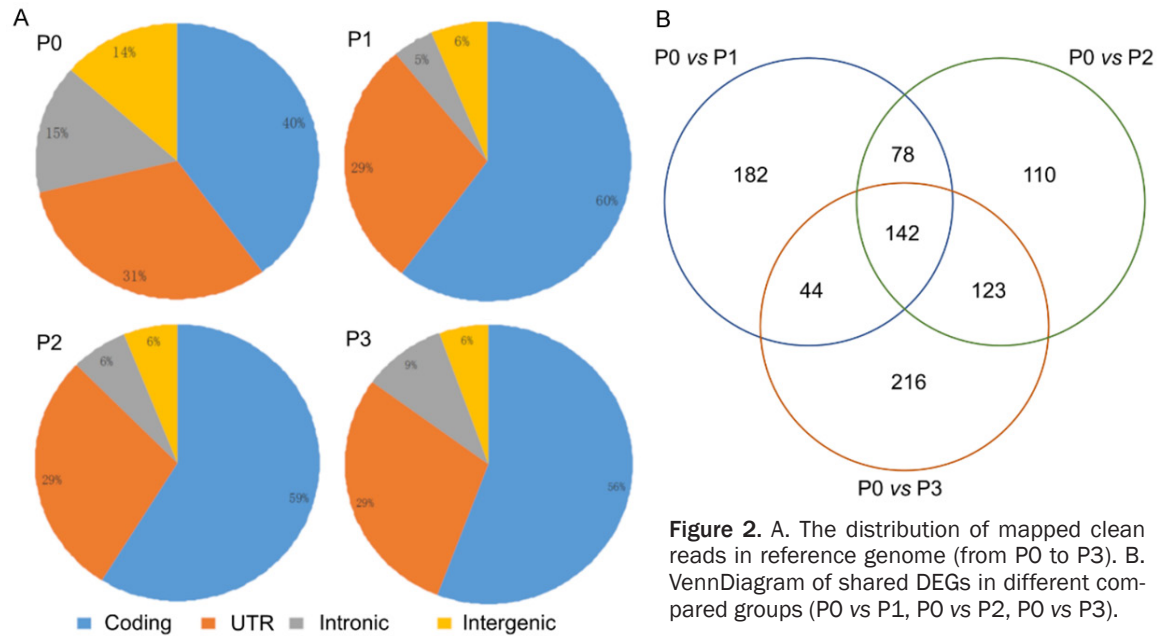 A
P0
14%
40%
15%
31%
P1
6%
5%
29%
60%
P2
6%
6%
29%
59%
P3
6%
9%
29%
56%
Coding UTR Intronic Intergenic
B
P0 vs P1
P0 vs P2
78
182
110
142
44
123
216
P0 vs P3
Figure 2. A. The distribution of mapped clean
reads in reference genome (from P0 to P3). B.
VennDiagram of shared DEGs in different com-
pared groups (P0 vs P1, P0 vs P2, P0 vs P3).